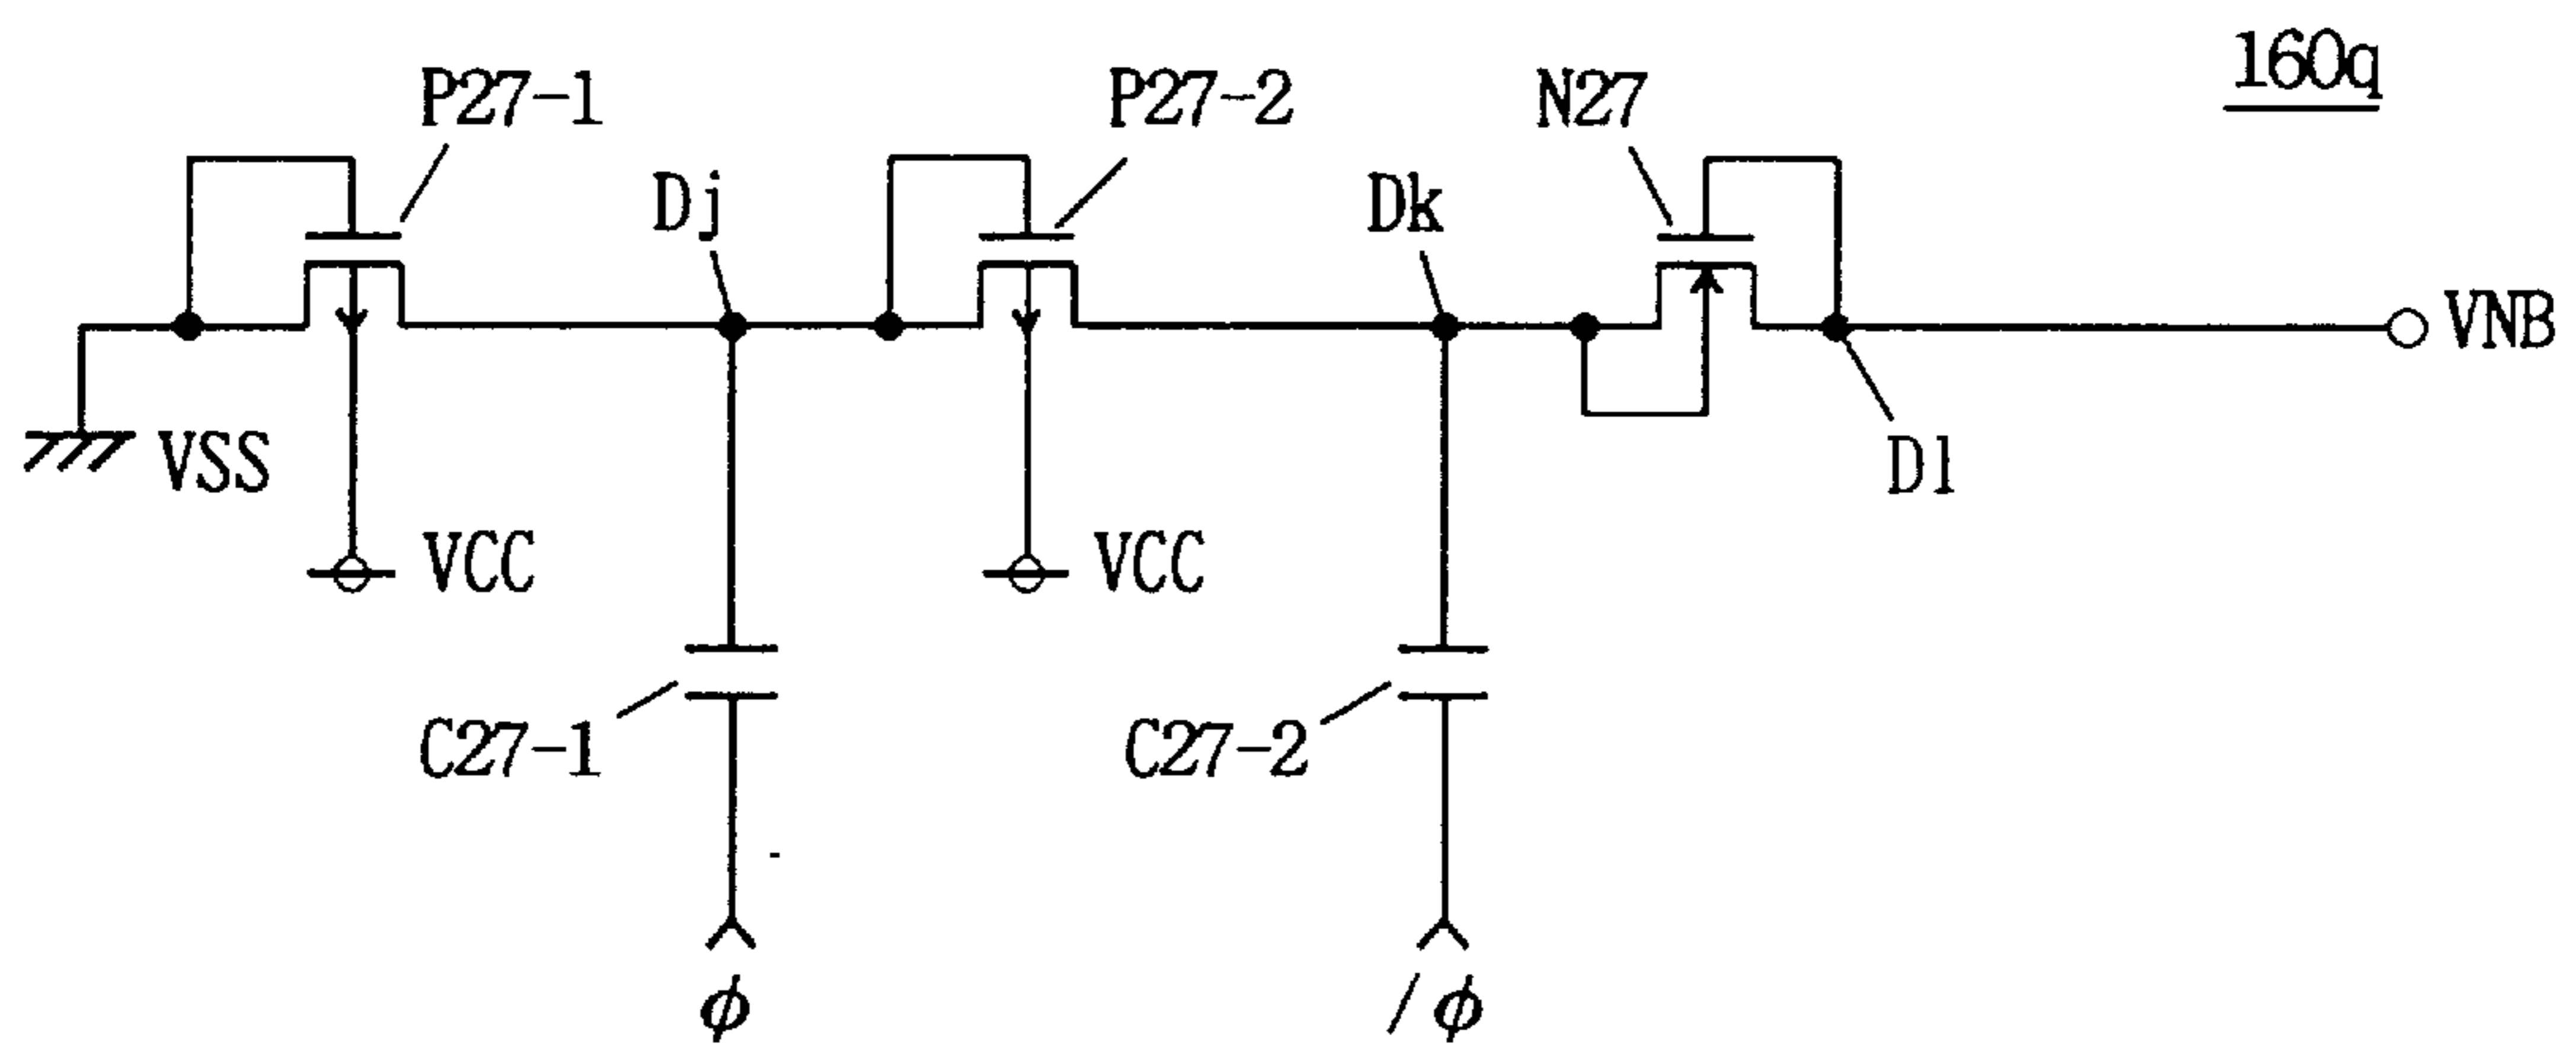 160q
P27-1
P27-2
N27
Dj
Dk
VNB
VSS
Dl
VCC
VCC
C27-1
C27-2
ϕ
/ϕ